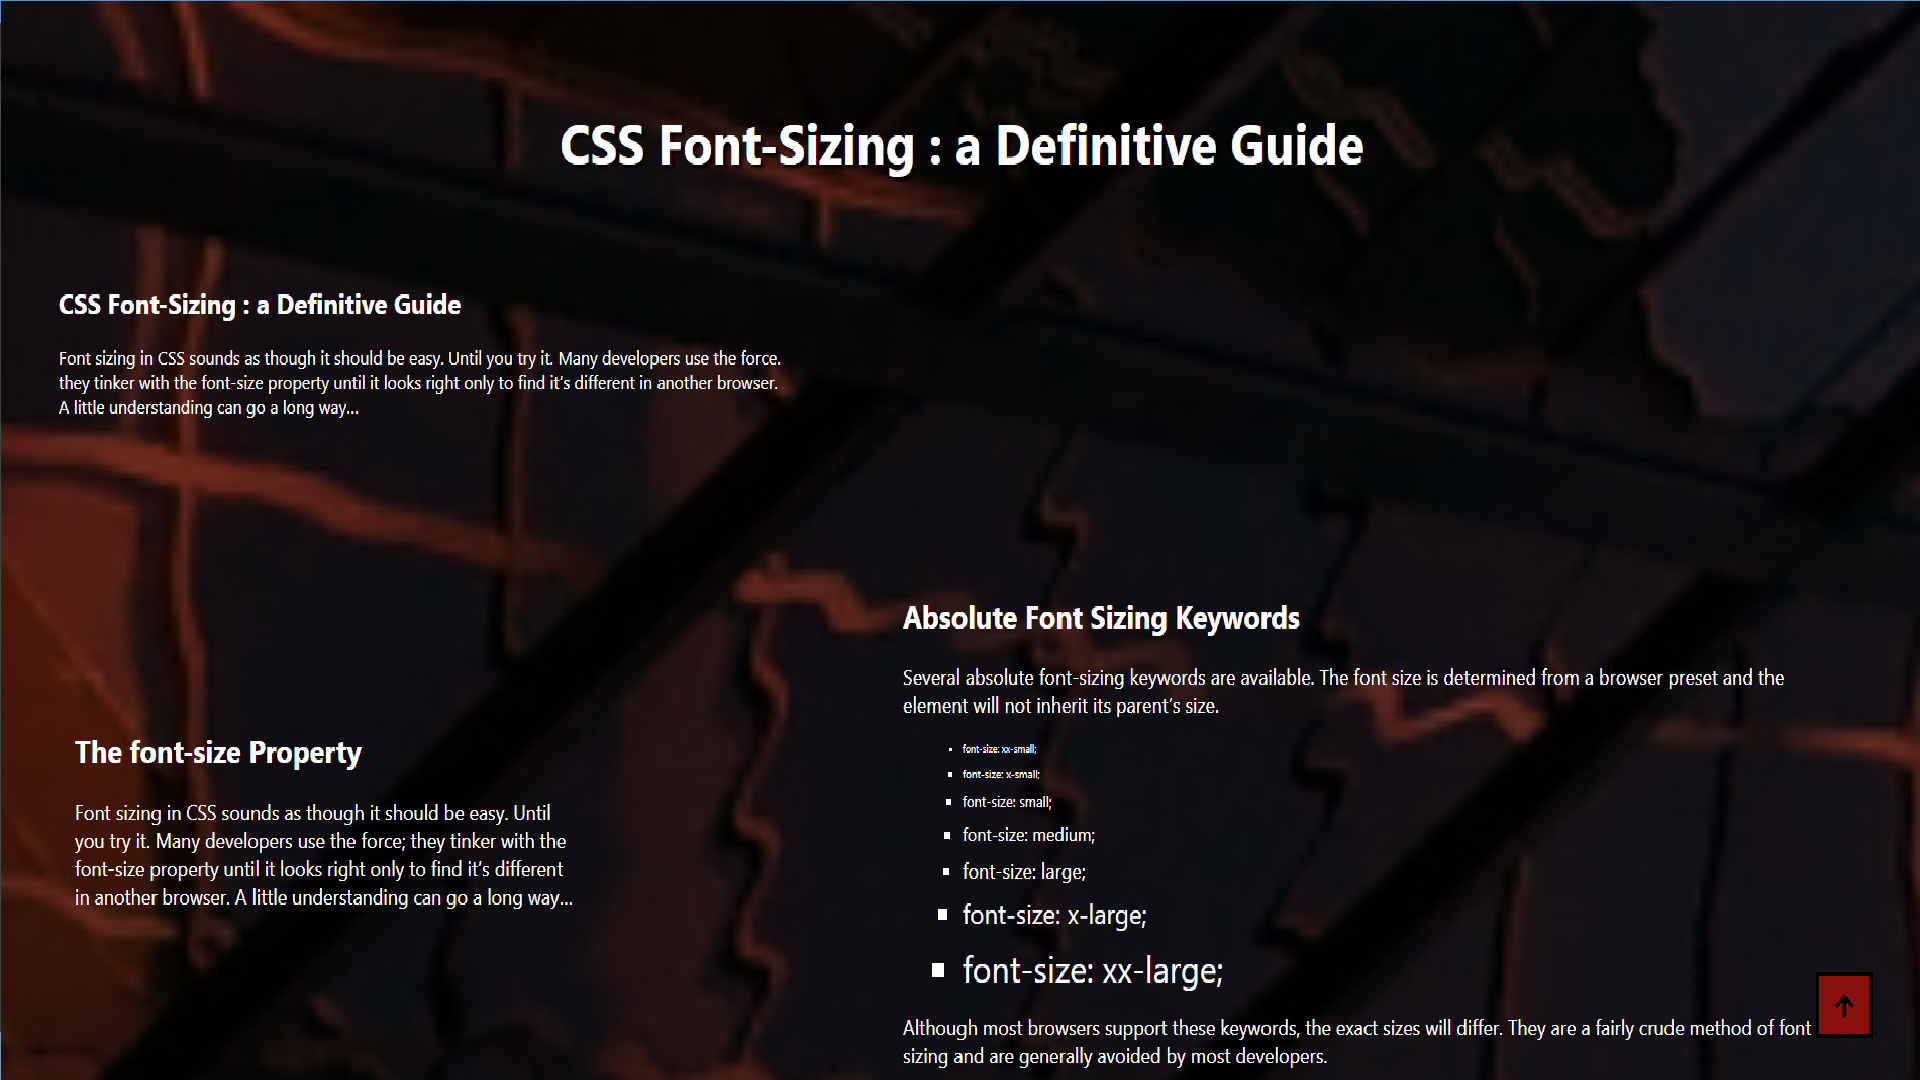 CSS Font-Sizing : a Definitive Guide
CSS Font-Sizing : a Definitive Guide
Font sizing in CSS sounds as though it should be easy. Until you try it. Many developers use the force.
they tinker with the font-size property until it looks right only to find it’s different in another browser.
A little understanding can go a long way…
The font-size Property
Font sizing in CSS sounds as though it should be easy. Until
you try it. Many developers use the force; they tinker with the
font-size property until it looks right only to find it’s different
in another browser. A little understanding can go a long way…
Absolute Font Sizing Keywords
Several absolute font-sizing keywords are available. The font size is determined from a browser preset and the
element will not inherit its parent’s size.
font-size: xx-small;
font-size: x-small;
font-size: small;
font-size: medium;
font-size: large;
font-size: x-large;
font-size: xx-large;
Although most browsers support these keywords, the exact sizes will differ. They are a fairly crude method of font
sizing and are generally avoided by most developers.